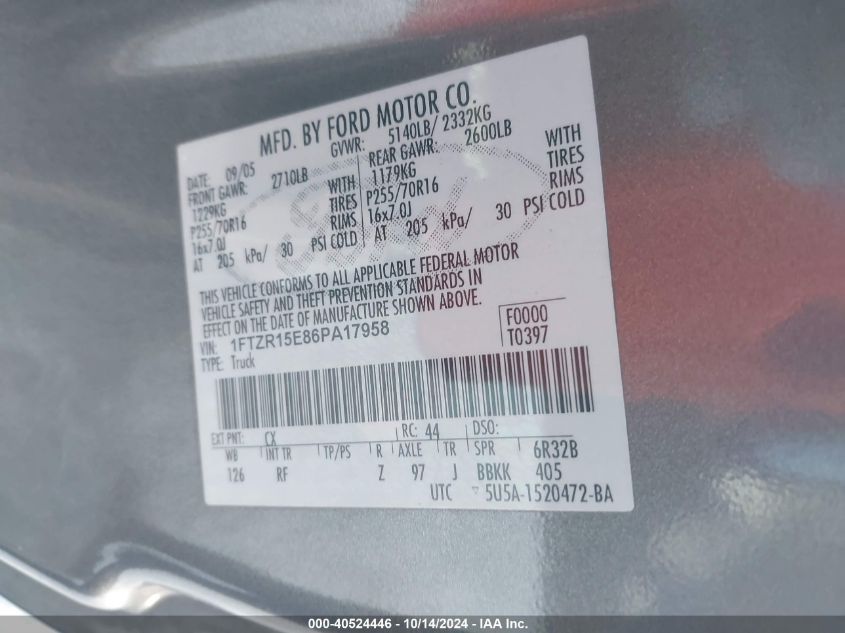 MFD. BY FORD MOTOR CO.
DATE: 09/05 GVWR: 5140LB/ 2332KG
FRONT GAWR: 2710LB REAR GAWR: 2600LB
1229KG WITH 1179KG WITH
P255/70R16 TIRES P255/70R16 TIRES
16x7.0J RIMS 16x7.0J RIMS
AT 205 kPa/ 30 PSI COLD AT 205 kPa/ 30 PSI COLD
THIS VEHICLE CONFORMS TO ALL APPLICABLE FEDERAL MOTOR
VEHICLE SAFETY AND THEFT PREVENTION STANDARDS IN
EFFECT ON THE DATE OF MANUFACTURE SHOWN ABOVE.
VIN: 1FTZR15E86PA17958 F0000
TYPE: Truck T0397
EXT PNT: CX RC: 44 DSO:
WB INT TR TP/PS R AXLE TR SPR 6R32B
126 RF Z 97 J BBKK 405
UTC 5U5A-1520472-BA
Ford
000-40524446 - 10/14/2024 - IAA Inc.